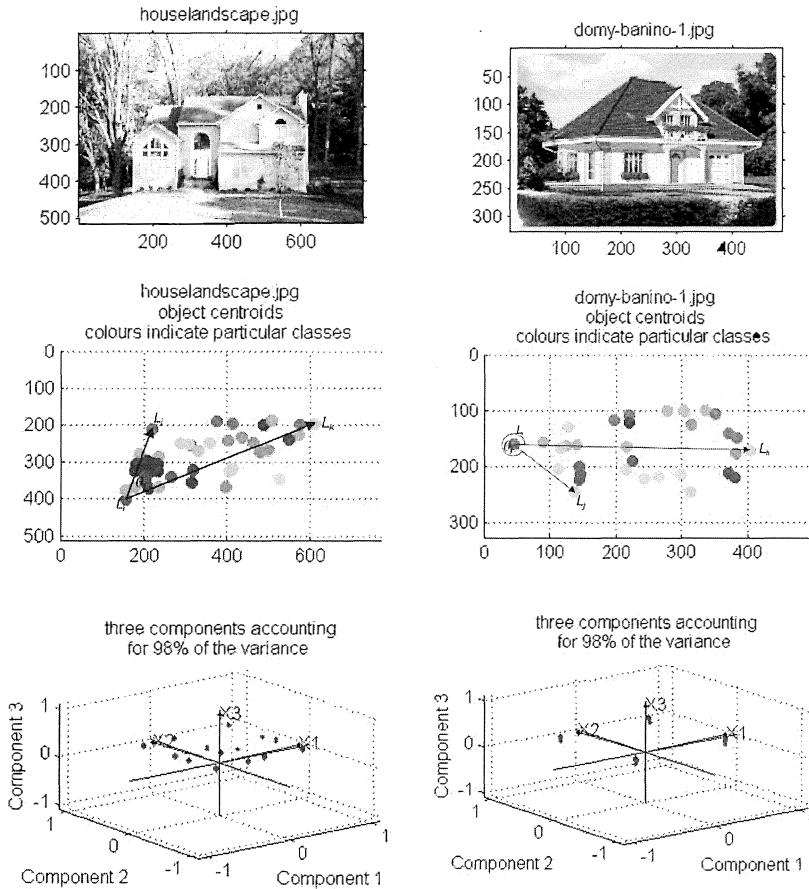 houselandscape.jpg
100
200
300
400
500
200 400 600
domy-banino-1.jpg
50
100
150
200
250
300
100 200 300 400
houselandscape.jpg
object centroids
colours indicate particular classes
0
100
200
300
400
500
0 200 400 600
Lₖ
domy-banino-1.jpg
object centroids
colours indicate particular classes
0
100
200
300
0 100 200 300 400
Lⱼ
three components accounting
for 98% of the variance
Component 3
1
0
-1
X3
X2
X1
1 0 -1
-1 0 1
Component 2
Component 1
three components accounting
for 98% of the variance
Component 3
1
0
-1
X3
X2
X1
1 0 -1
-1 0 1
Component 2
Component 1